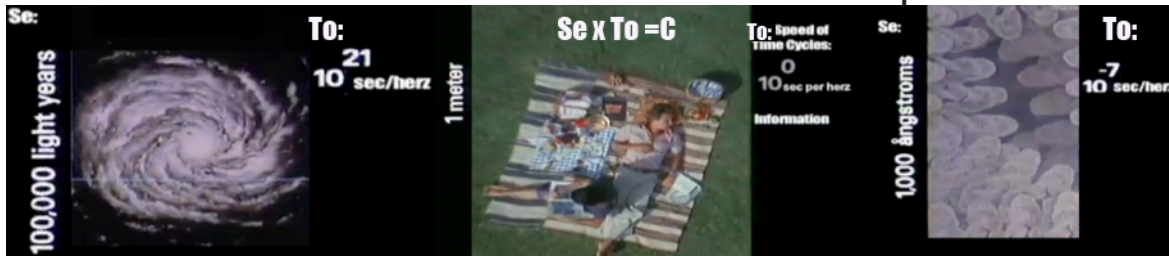 Se:
100,000 light years
To:
21
10 sec/herz
1 meter
Se x To =C
To: Speed of
Time Cycles:
0
10 sec per herz
Information
Se:
1,000 ångstroms
To:
-7
10 sec/herz